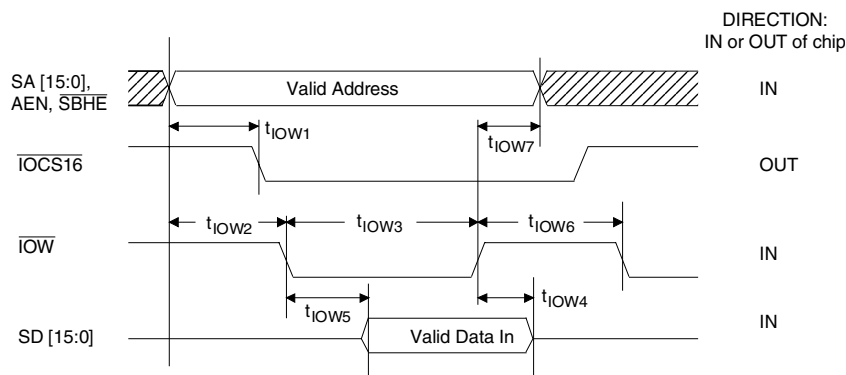 DIRECTION:
IN or OUT of chip
SA [15:0],
AEN, SBHE
Valid Address
IN
tIOW1
tIOW7
IOCS16
OUT
tIOW2
tIOW3
tIOW6
IOW
IN
tIOW5
tIOW4
IN
SD [15:0]
Valid Data In